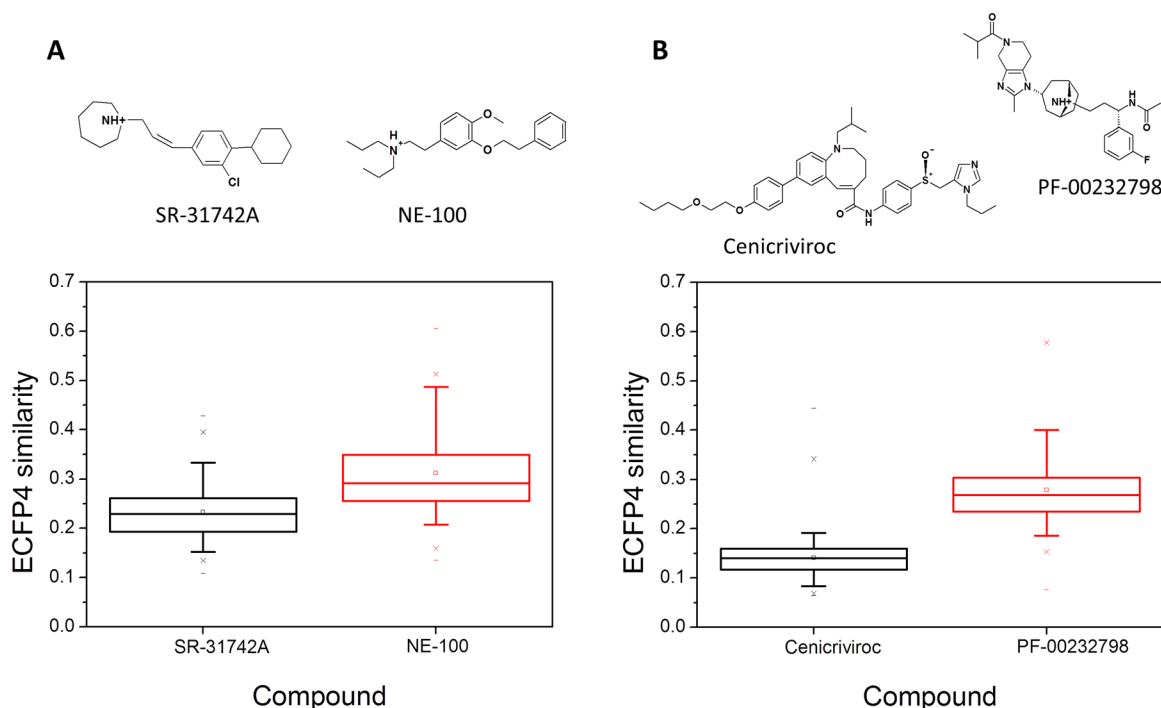 A
NH+
Cl
SR-31742A
H
N+
O
O
NE-100
B
O
N
N
N
NH+
H
N
O
F
PF-00232798
N
O-
S+
N
N
O
O
O
N
H
Cenicriviroc
0.7
0.6
0.5
0.4
0.3
0.2
0.1
0.0
ECFP4 similarity
SR-31742A
NE-100
Compound
0.7
0.6
0.5
0.4
0.3
0.2
0.1
0.0
ECFP4 similarity
Cenicriviroc
PF-00232798
Compound